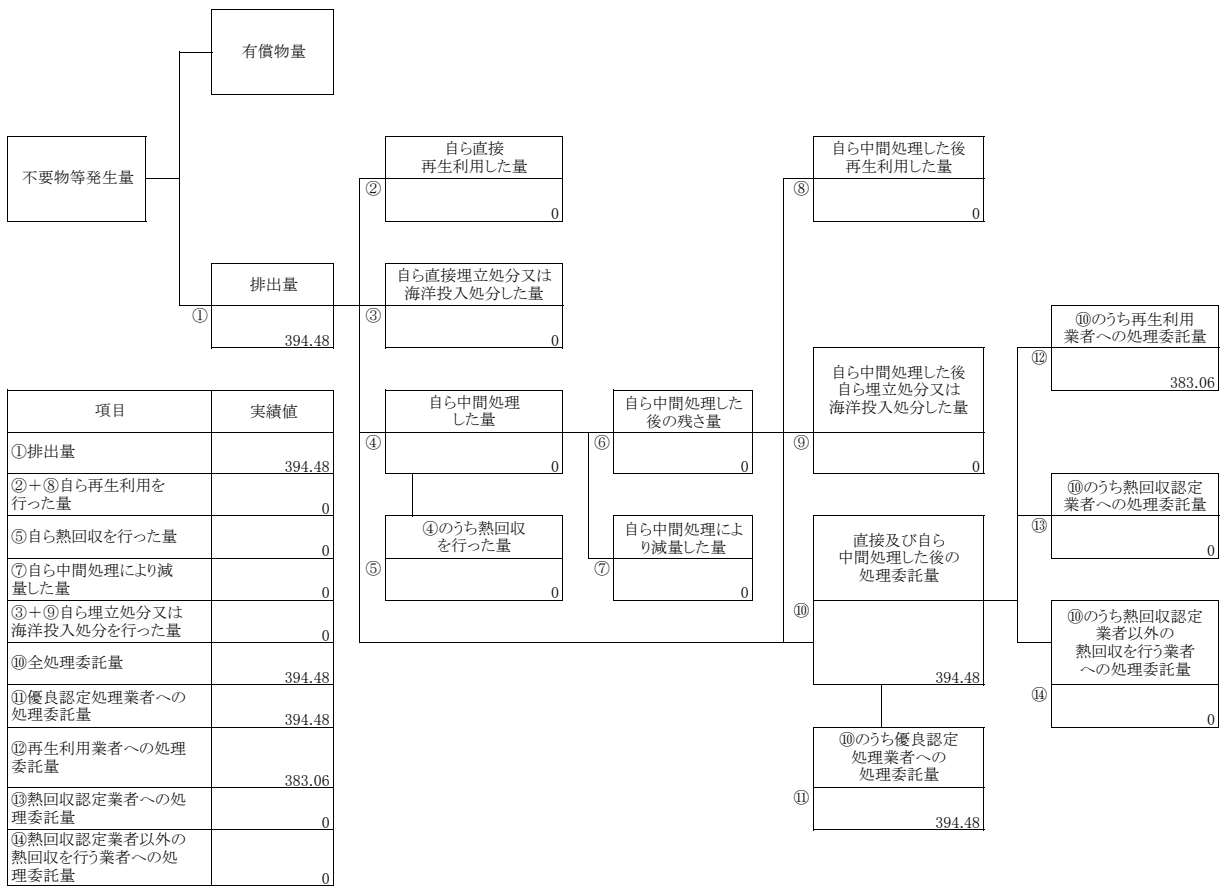 有償物量
不要物等発生量
自ら直接
再生利用した量
②
0
自ら中間処理した後
再生利用した量
⑧
0
排出量
①
394.48
自ら直接埋立処分又は
海洋投入処分した量
③
0
⑩のうち再生利用
業者への処理委託量
⑫
383.06
自ら中間処理
した量
④
0
自ら中間処理した
後の残さ量
⑥
0
自ら中間処理した後
自ら埋立処分又は
海洋投入処分した量
⑨
0
④のうち熱回収
を行った量
⑤
0
自ら中間処理によ
り減量した量
⑦
0
直接及び自ら
中間処理した後の
処理委託量
⑩
394.48
⑩のうち熱回収認定
業者への処理委託量
⑬
0
⑩のうち熱回収認定
業者以外の
熱回収を行う業者
への処理委託量
⑭
0
⑩のうち優良認定
処理業者への
処理委託量
⑪
394.48
項目 実績値
①排出量
394.48
②+⑧自ら再生利用を
行った量
0
⑤自ら熱回収を行った量
0
⑦自ら中間処理により減
量した量
0
③+⑨自ら埋立処分又は
海洋投入処分を行った量
0
⑩全処理委託量
394.48
⑪優良認定処理業者への
処理委託量
394.48
⑫再生利用業者への処理
委託量
383.06
⑬熱回収認定業者への処
理委託量
0
⑭熱回収認定業者以外の
熱回収を行う業者への処
理委託量
0